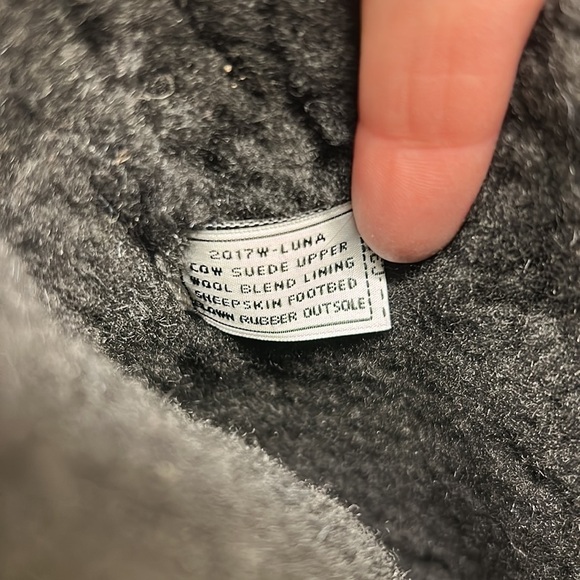 2017W-LUNA
COW SUEDE UPPER
WOOL BLEND LINING
SHEEPSKIN FOOTBED
BLOWN RUBBER OUTSOLE